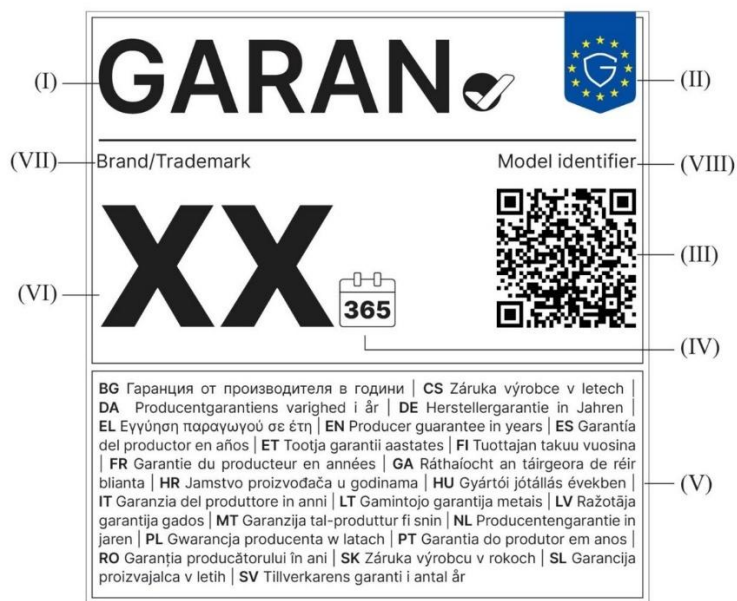 (I) GARAN (II)
(VII) Brand/Trademark Model identifier (VIII)
(III)
(VI) XX 365
(IV)
BG Гаранция от производителя в години | CS Záruka výrobce v letech |
DA Producentgarantiens varighed i år | DE Herstellergarantie in Jahren |
EL Εγγύηση παραγωγού σε έτη | EN Producer guarantee in years | ES Garantía
del productor en años | ET Tootja garantii aastates | FI Tuottajan takuu vuosina
| FR Garantie du producteur en années | GA Ráthaíocht an táirgeora de réir
blianta | HR Jamstvo proizvođača u godinama | HU Gyártói jótállás években |
IT Garanzia del produttore in anni | LT Gamintojo garantija metais | LV Ražotāja
garantija gados | MT Garanzija tal-produttur fi snin | NL Producentengarantie in
jaren | PL Gwarancja producenta w latach | PT Garantia do produtor em anos |
RO Garanția producătorului în ani | SK Záruka výrobcu v rokoch | SL Garancija
proizvajalca v letih | SV Tillverkarens garanti i antal år
(V)